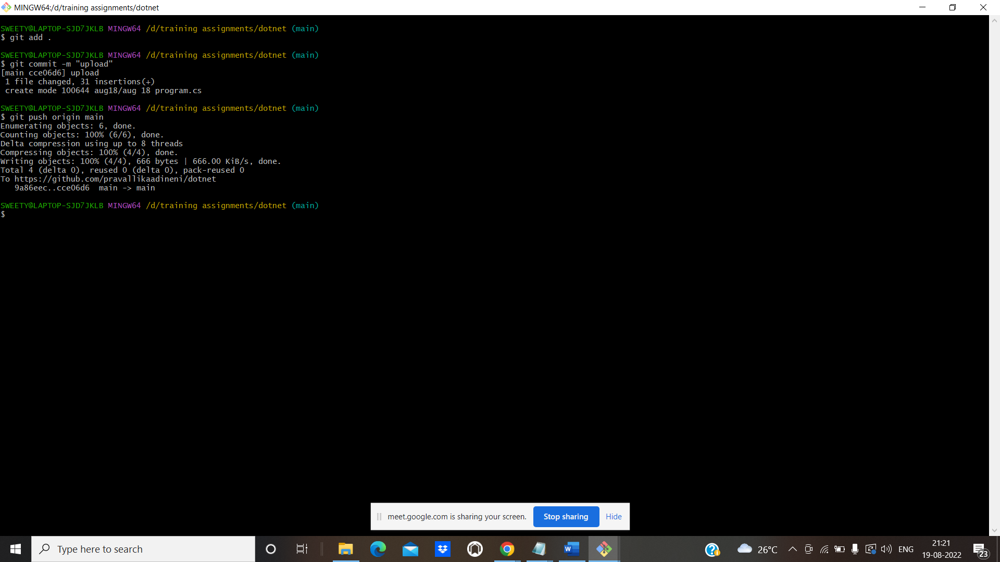 MINGW64:/d/training assignments/dotnet
SWEETY@LAPTOP-SJD7JKLB MINGW64 /d/training assignments/dotnet (main)
$ git add .
SWEETY@LAPTOP-SJD7JKLB MINGW64 /d/training assignments/dotnet (main)
$ git commit -m "upload"
[main cce06d6] upload
 1 file changed, 31 insertions(+)
 create mode 100644 aug18/aug 18 program.cs
SWEETY@LAPTOP-SJD7JKLB MINGW64 /d/training assignments/dotnet (main)
$ git push origin main
Enumerating objects: 6, done.
Counting objects: 100% (6/6), done.
Delta compression using up to 8 threads
Compressing objects: 100% (4/4), done.
Writing objects: 100% (4/4), 666 bytes | 666.00 KiB/s, done.
Total 4 (delta 0), reused 0 (delta 0), pack-reused 0
To https://github.com/pravallikaadineni/dotnet
   9a86eec..cce06d6  main -> main
SWEETY@LAPTOP-SJD7JKLB MINGW64 /d/training assignments/dotnet (main)
$
meet.google.com is sharing your screen. Stop sharing Hide
Type here to search
26°C ENG
21:21
19-08-2022
23